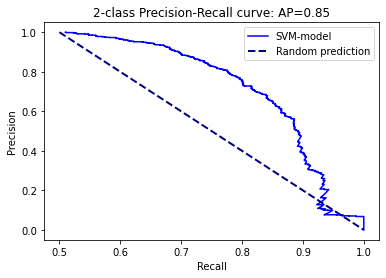 2-class Precision-Recall curve: AP=0.85
SVM-model
Random prediction
Precision
1.0
0.8
0.6
0.4
0.2
0.0
0.5
0.6
0.7
0.8
0.9
1.0
Recall